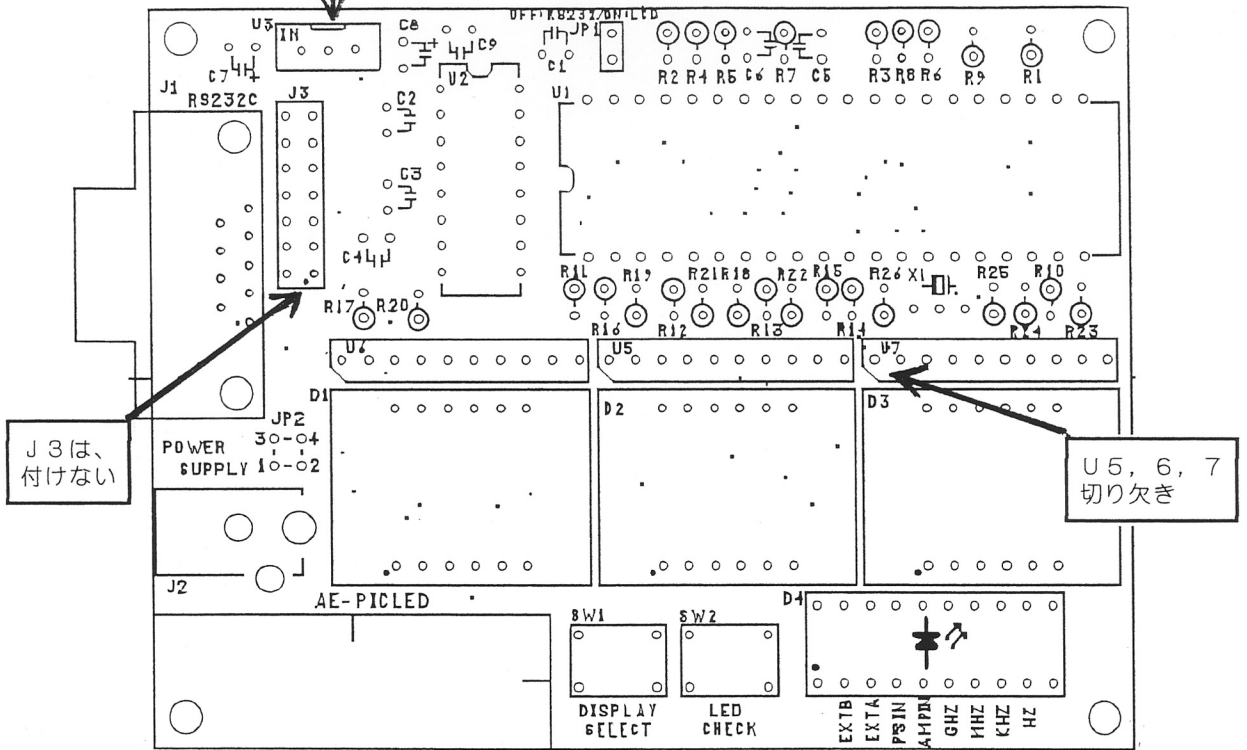 OFF:RS232/ON:LED
U3
IN
C8
C9
JP1
C1
R2 R4 R5 C6 R7 C5
R3 R8 R6 R9 R1
C7
U2
J1
RS232C
J3
C2
U1
C3
C4
R11 R19 R21 R18 R22 R15 R26 X1 R25 R10
R17 R20
R16 R12 R13 R14 R24 R23
U6
U5
U7
D1
D2
D3
J3は、
付けない
JP2
3 4
1 2
POWER
SUPPLY
U5, 6, 7
切り欠き
J2
AE-PICLED
D4
SW1
SW2
DISPLAY
SELECT
LED
CHECK
EXTB
EXTA
PSIN
AMPIN
GHZ
MHZ
KHZ
HZ